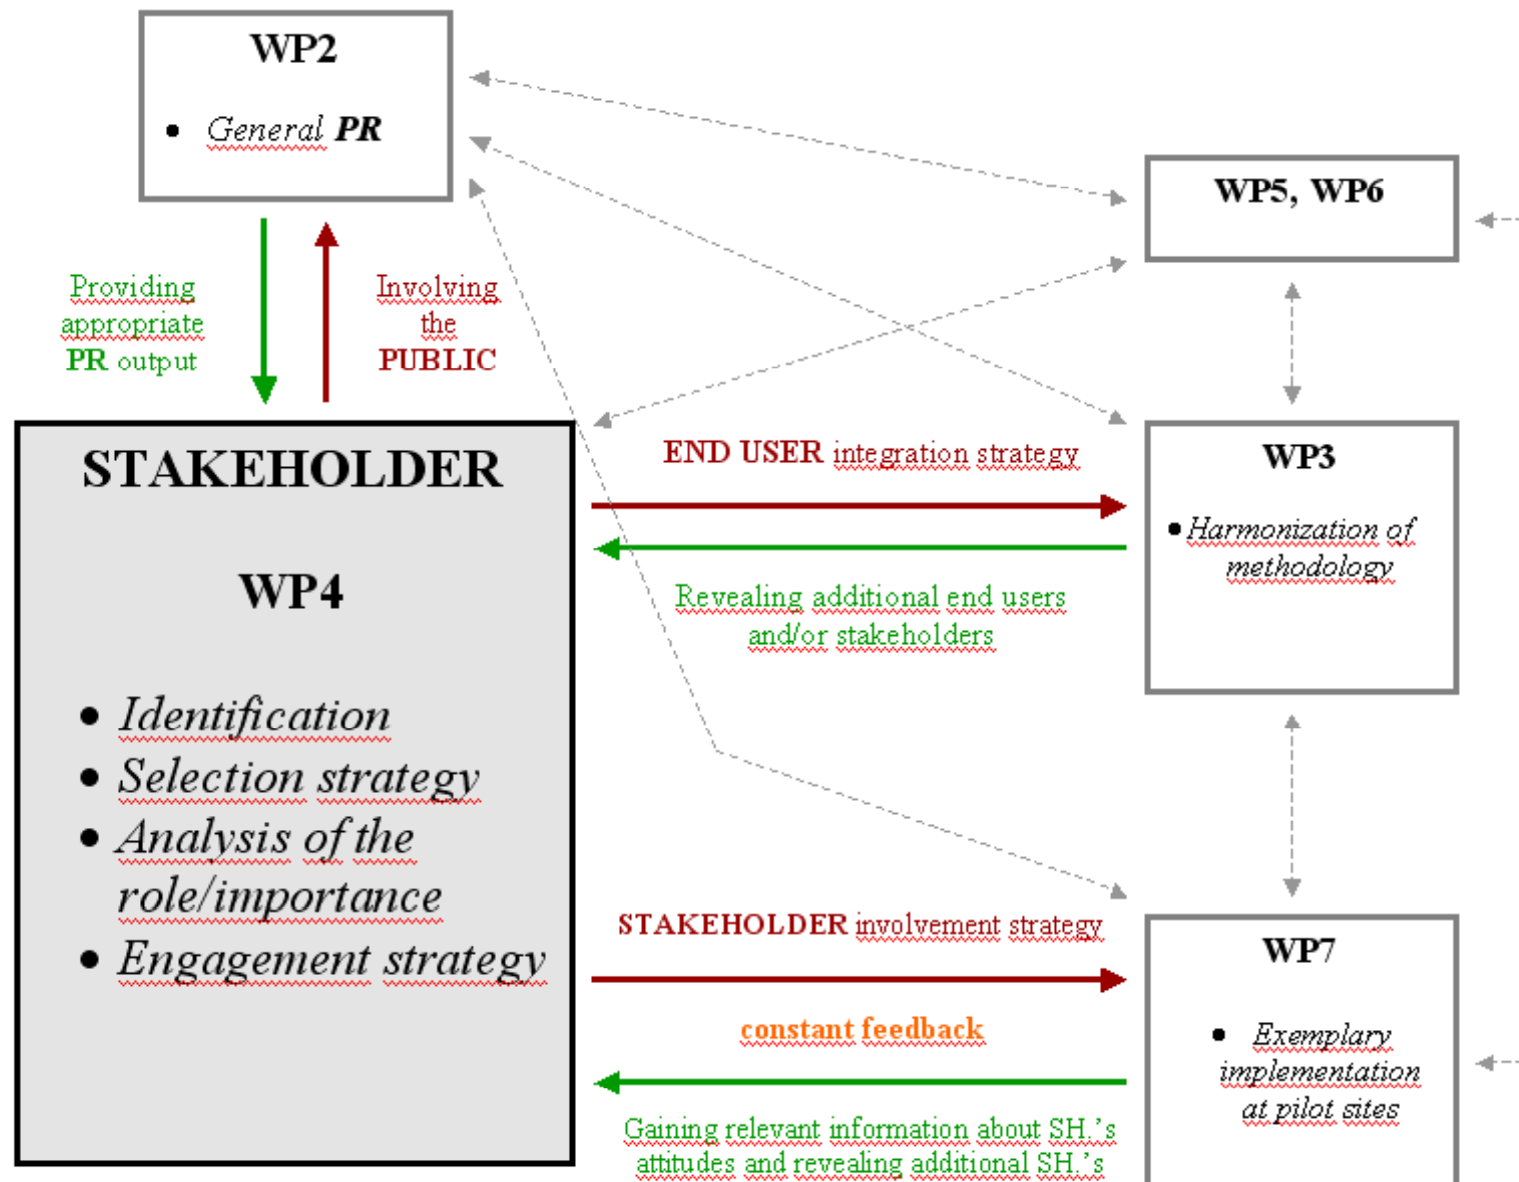 WP2
• General PR
WP5, WP6
Providing
appropriate
PR output
Involving
the
PUBLIC
STAKEHOLDER
WP4
• Identification
• Selection strategy
• Analysis of the
role/importance
• Engagement strategy
END USER integration strategy
Revealing additional end users
and/or stakeholders
WP3
• Harmonization of
methodology
STAKEHOLDER involvement strategy
constant feedback
Gaining relevant information about SH.’s
attitudes and revealing additional SH.’s
WP7
• Exemplary
implementation
at pilot sites